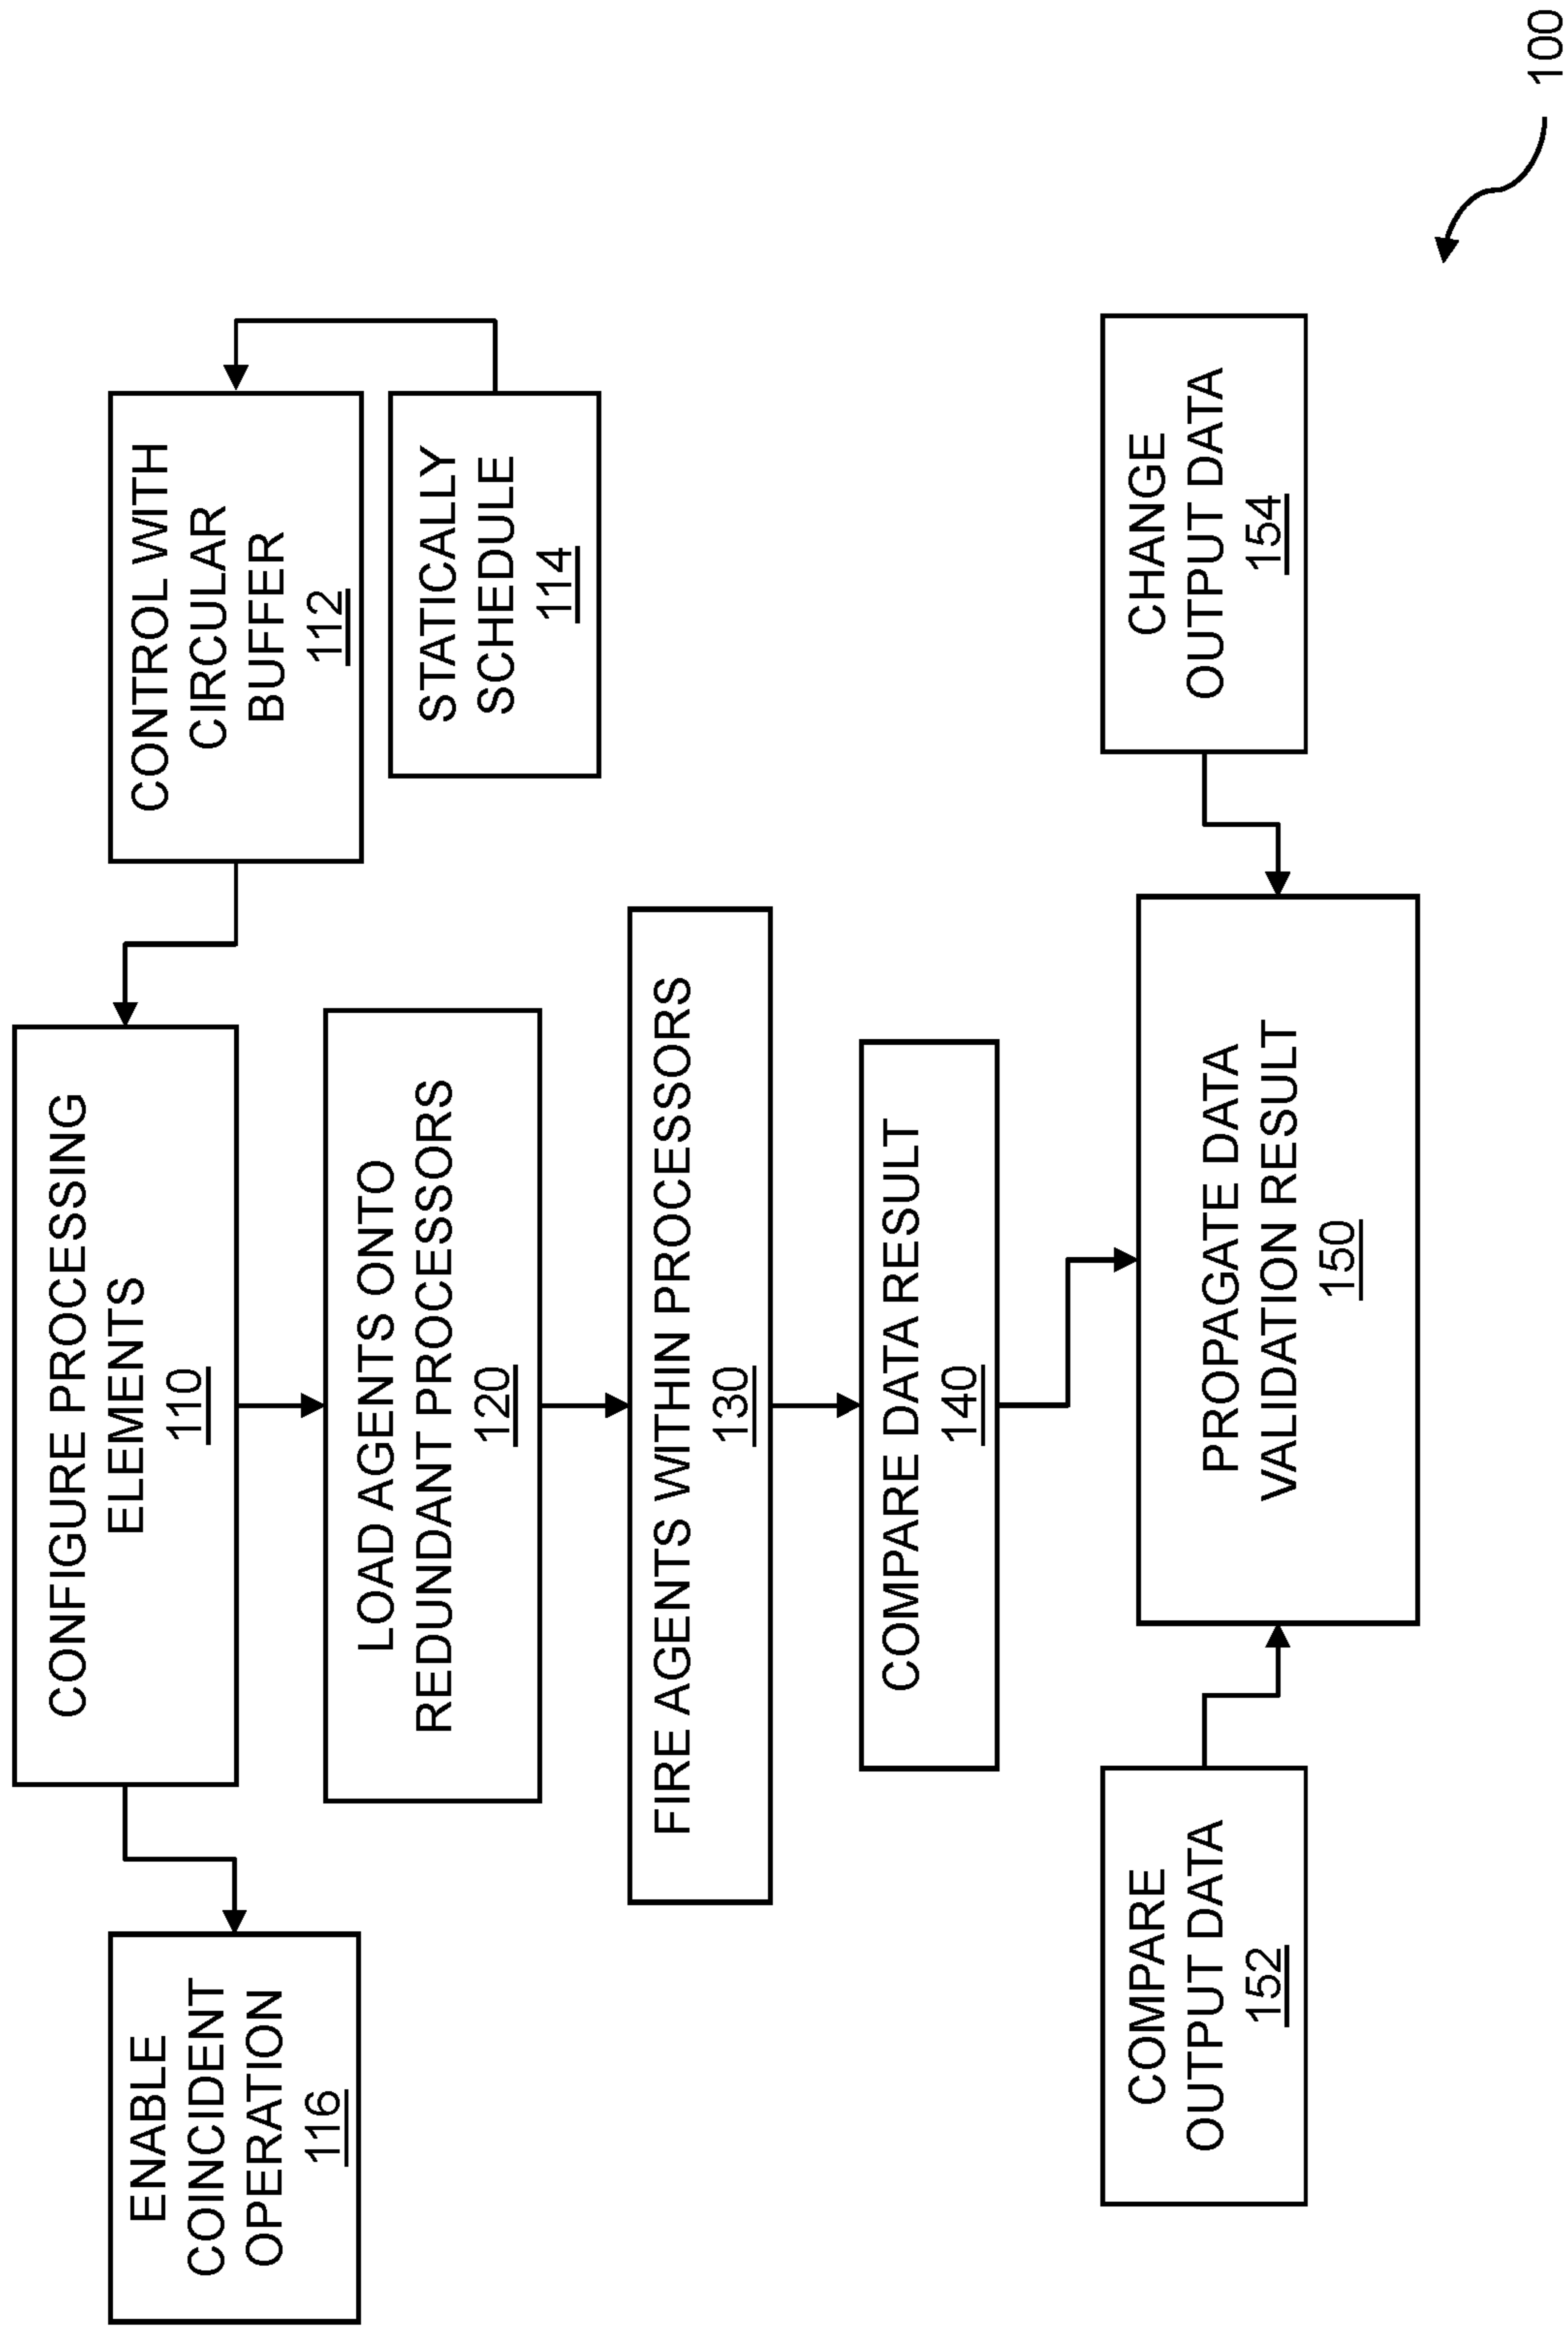 ENABLE
COINCIDENT
OPERATION
116
CONFIGURE PROCESSING
ELEMENTS
110
CONTROL WITH
CIRCULAR
BUFFER
112
STATICALLY
SCHEDULE
114
LOAD AGENTS ONTO
REDUNDANT PROCESSORS
120
FIRE AGENTS WITHIN PROCESSORS
130
COMPARE DATA RESULT
140
COMPARE
OUTPUT DATA
152
PROPAGATE DATA
VALIDATION RESULT
150
CHANGE
OUTPUT DATA
154
100